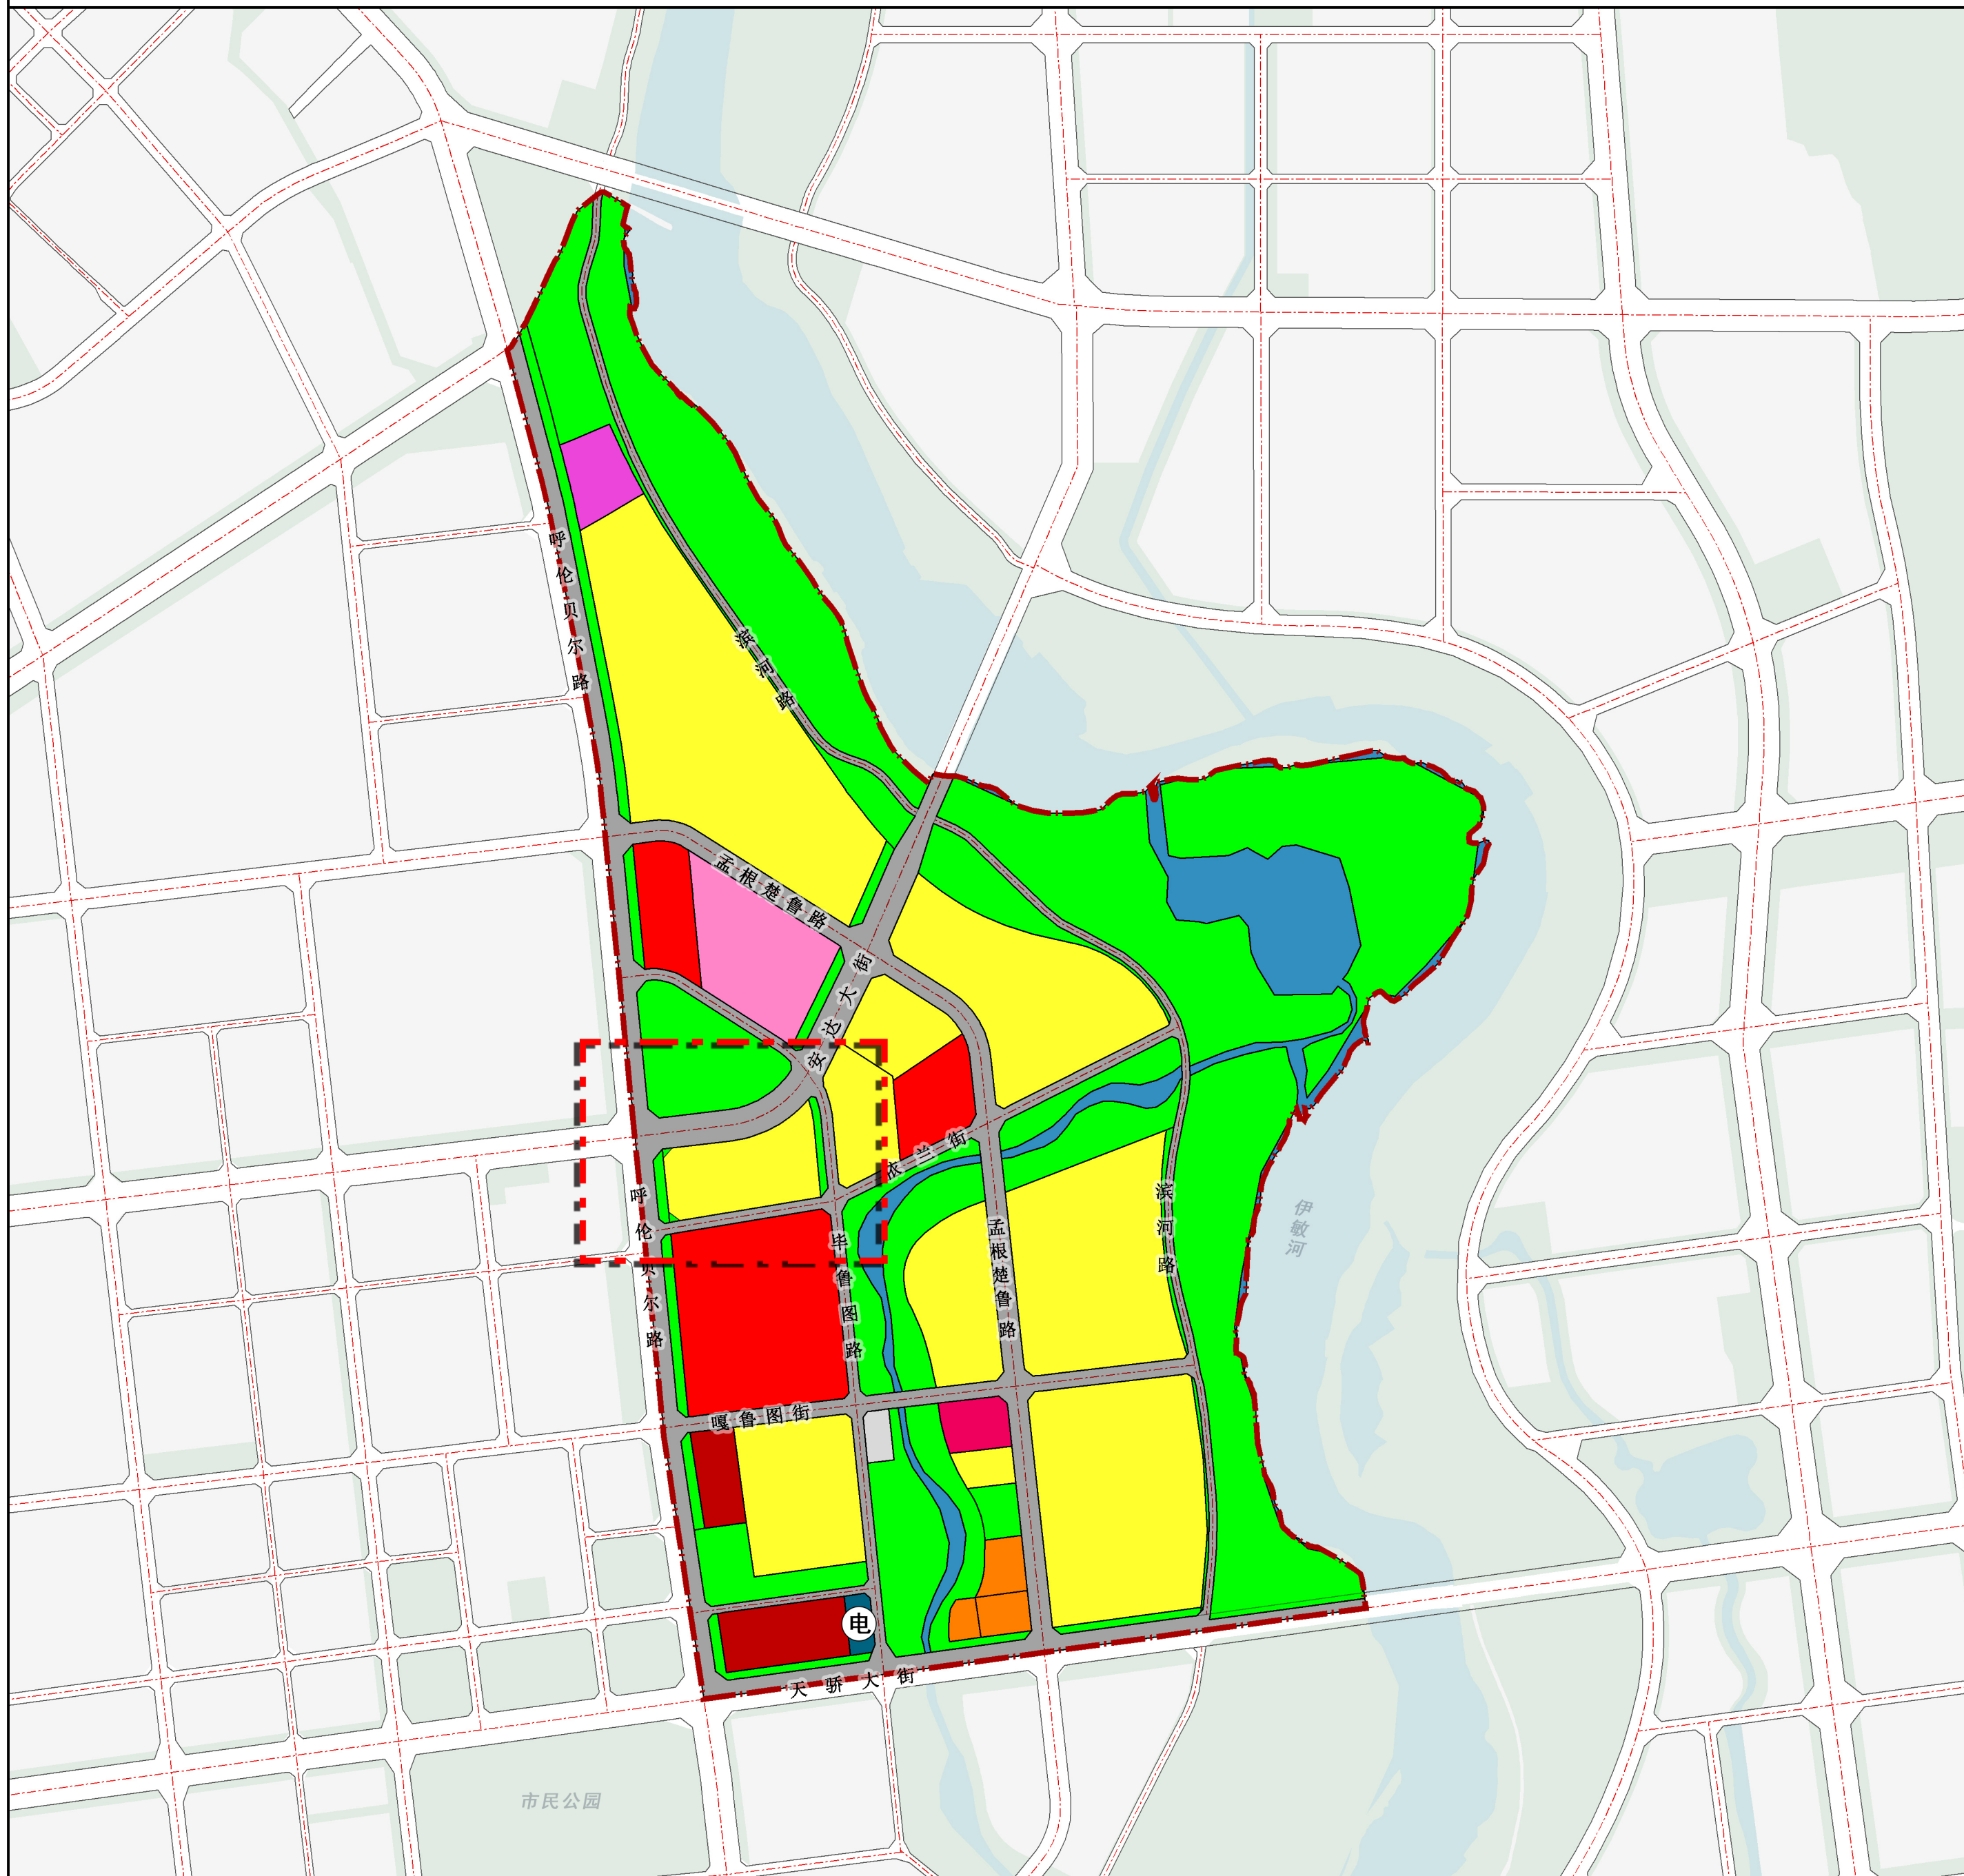 呼伦贝尔路
滨河路
孟根楚鲁路
安达大街
依兰街
呼伦贝尔路
毕鲁图路
孟根楚鲁路
滨河路
伊敏河
嘎鲁图街
电
天骄大街
市民公园